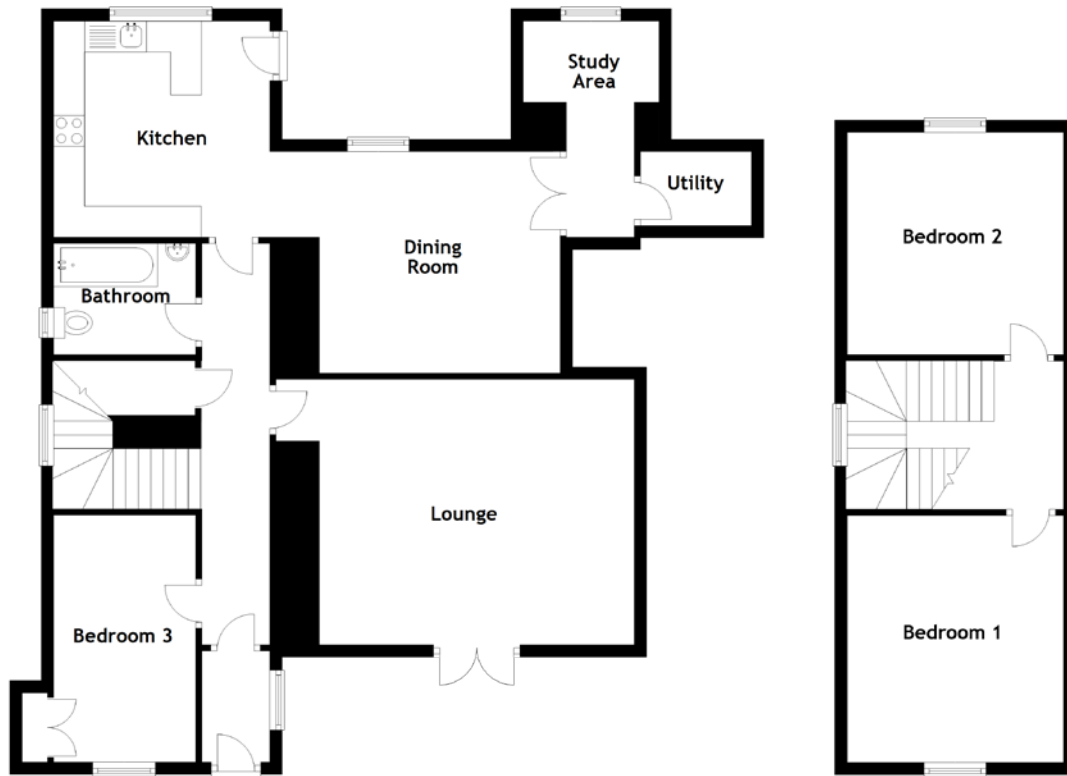 Study
Area
Kitchen
Utility
Dining
Room
Bathroom
Bedroom 2
Lounge
Bedroom 3
Bedroom 1